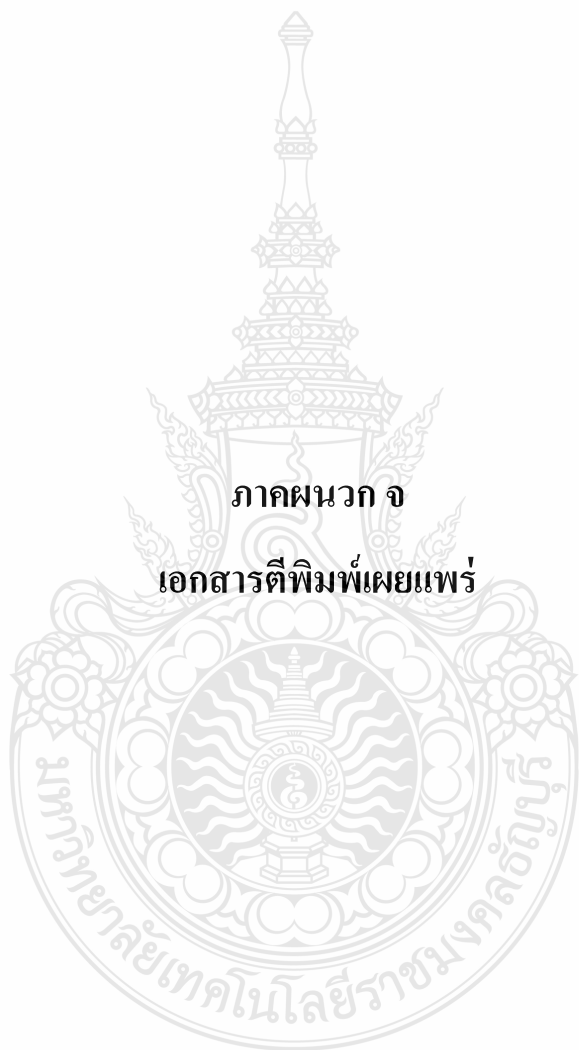 ภาคผนวก จ
เอกสารตีพิมพ์เผยแพร่
มหาวิทยาลัยเทคโนโลยีราชมงคลธัญบุรี